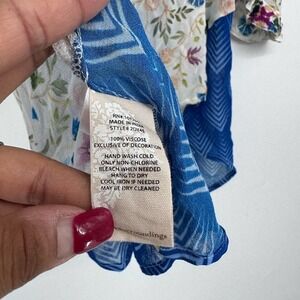 MADE IN
STYLE#
100% VISCOSE
EXCLUSIVE OF DECORATION
HAND WASH COLD
ONLY NON-CHLORINE
BLEACH WHEN NEEDED
HANG TO DRY
COOL IRON IF NEEDED
MAY BE DRY CLEANED